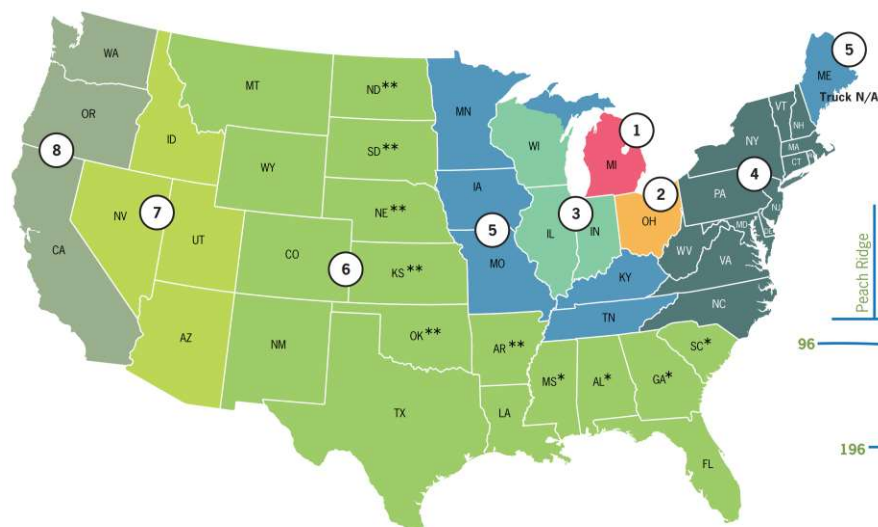 WA
MT
ND**
MN
5
ME
Truck N/A
OR
ID
SD**
WI
1
MI
VT
NH
NY
MA
CT
8
WY
4
NV
7
UT
NE**
IA
5
MO
3
IL
IN
2
OH
PA
NJ
MD
DE
CA
CO
6
KS**
KY
WV
VA
Peach Ridge
AZ
NM
OK**
AR**
TN
NC
96
MS*
AL*
GA*
SC*
TX
LA
FL
196